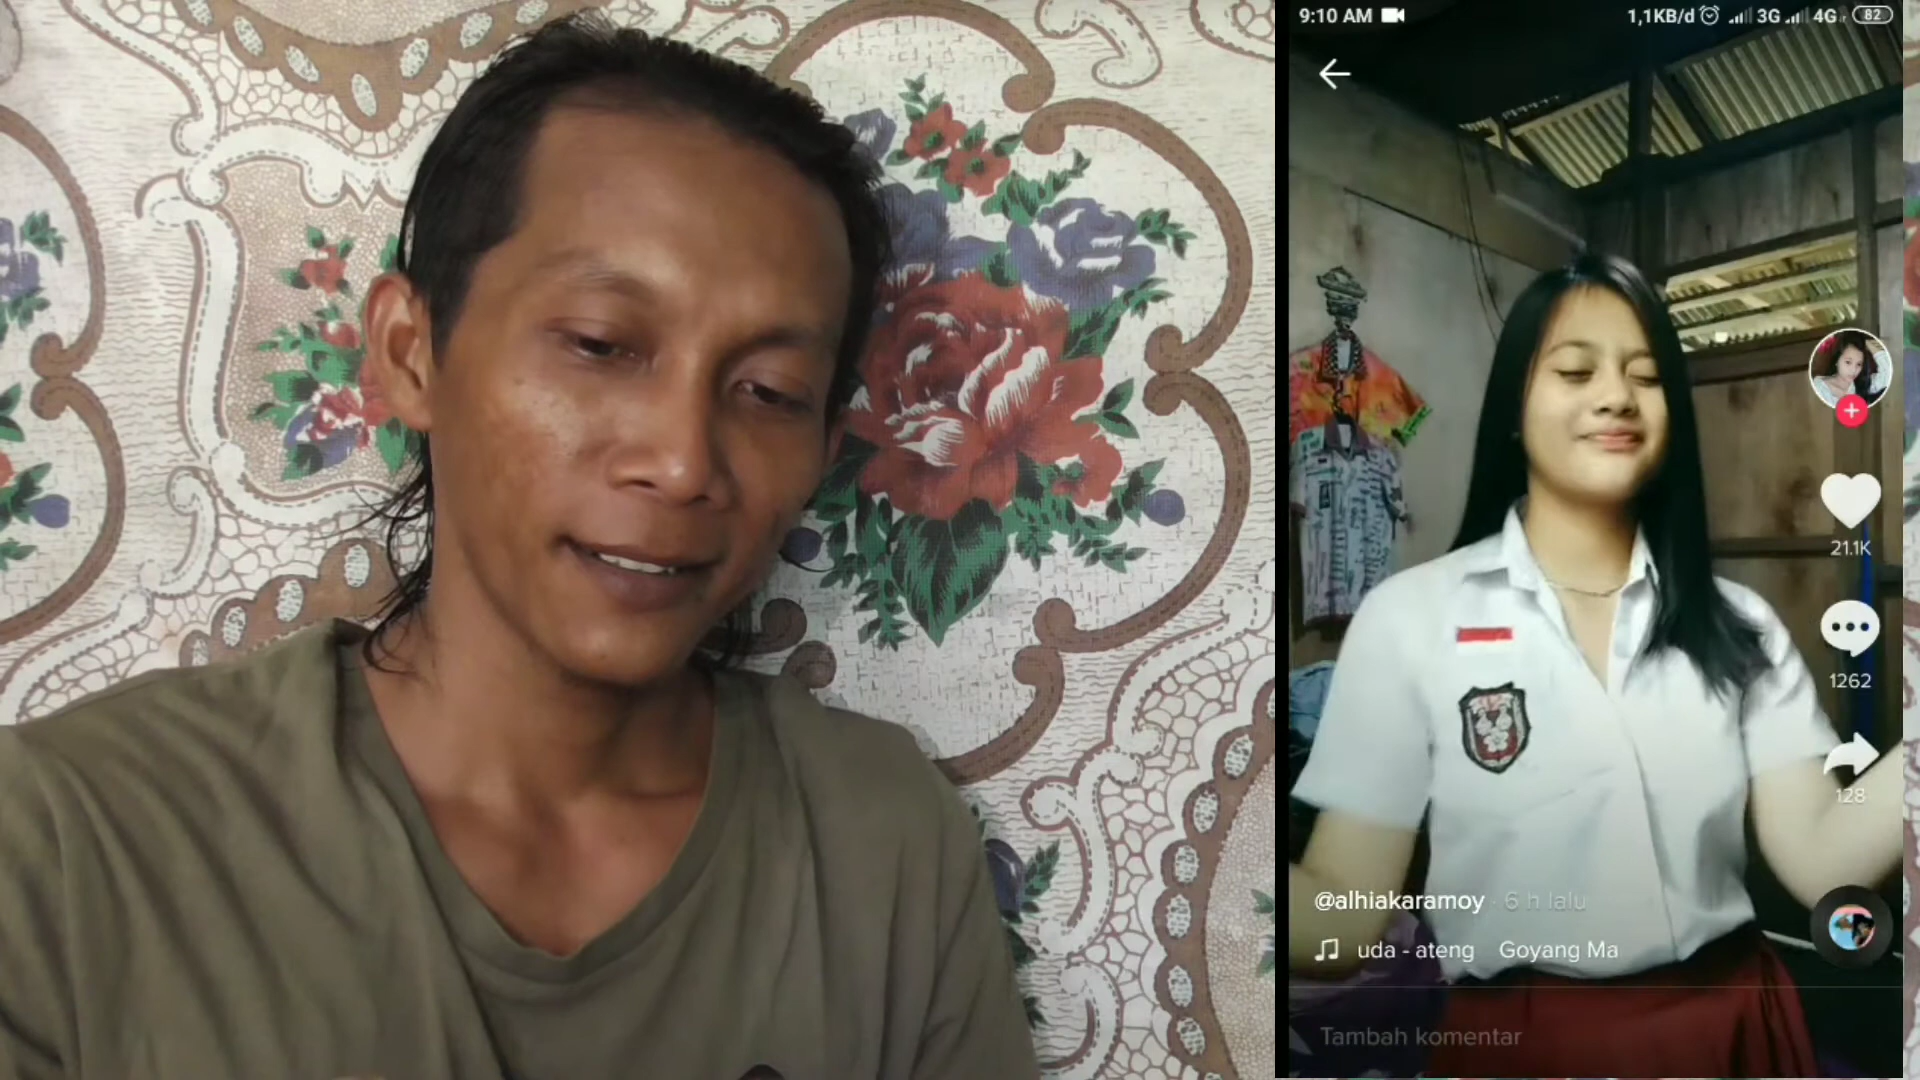 9:10 AM 1,1KB/d 3G 4G 82
21.1K
1262
128
@alhiakaramoy · 6 h lalu
uda - ateng Goyang Ma
Tambah komentar